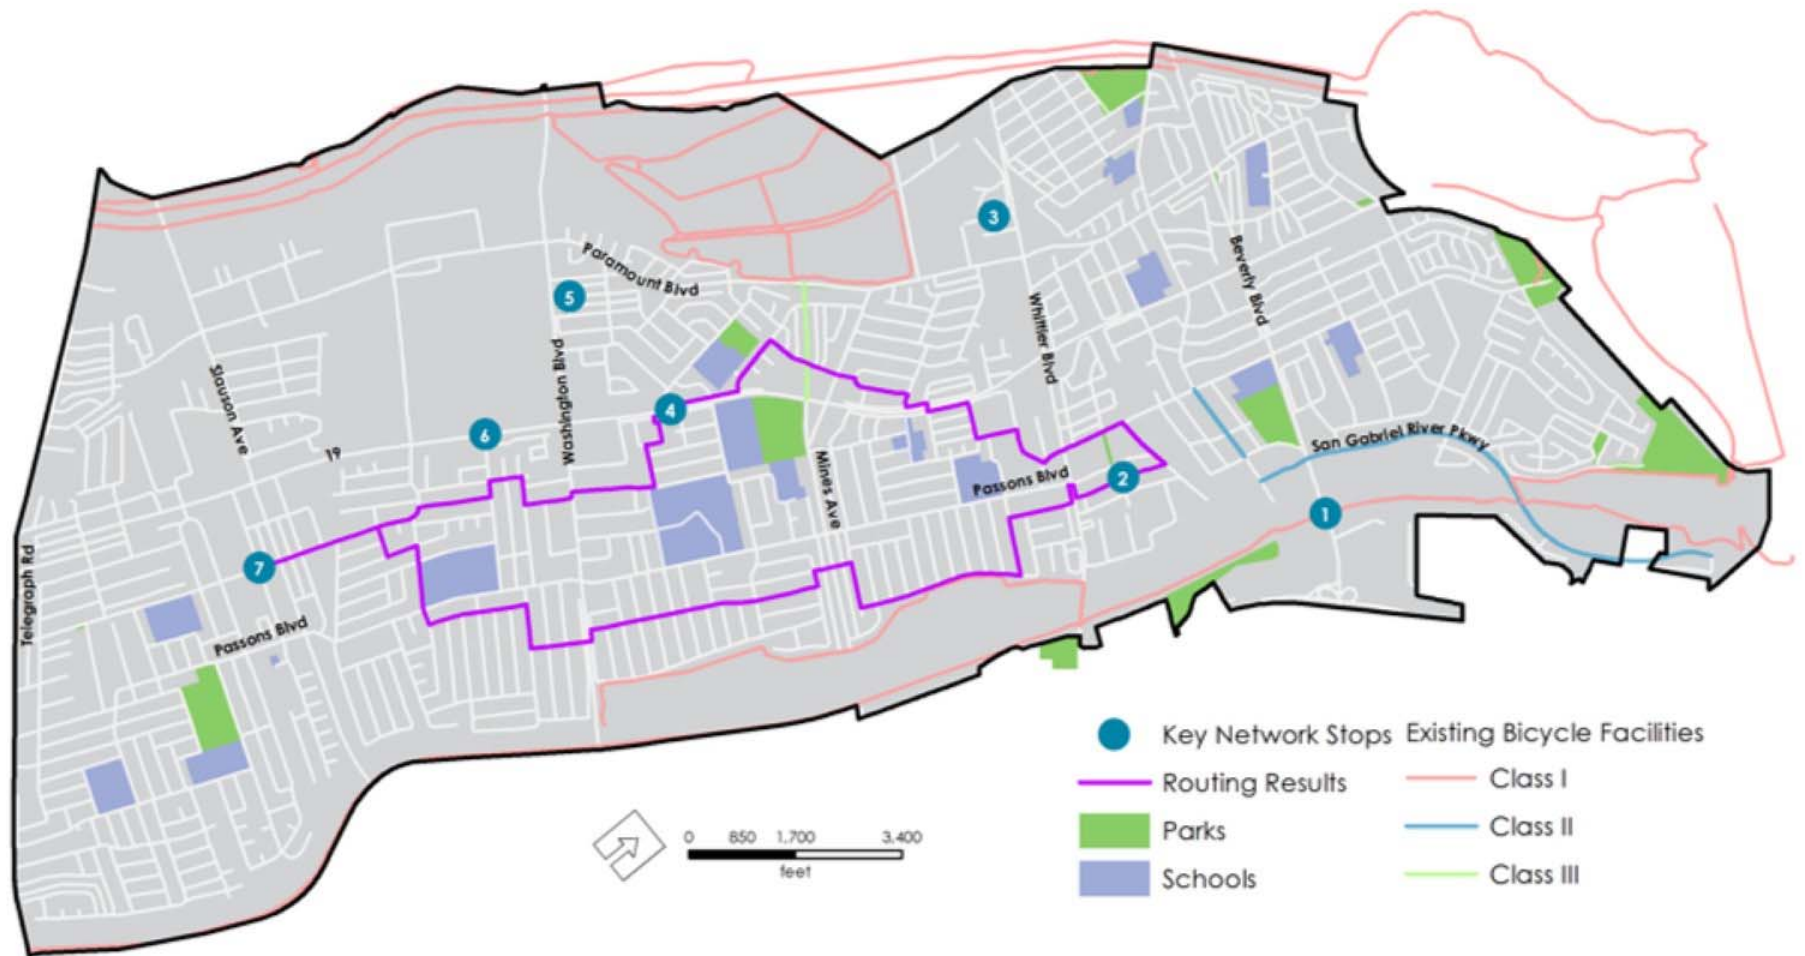 3
Paramount Blvd
Beverly Blvd
5
Whittier Blvd
Washington Blvd
Slauson Ave
4
6
19
San Gabriel River Pkwy
Mines Ave
Passons Blvd
2
1
7
Telegraph Rd
Passons Blvd
Key Network Stops
Existing Bicycle Facilities
Routing Results
Class I
Parks
Class II
Schools
Class III
0 850 1,700 3,400
feet